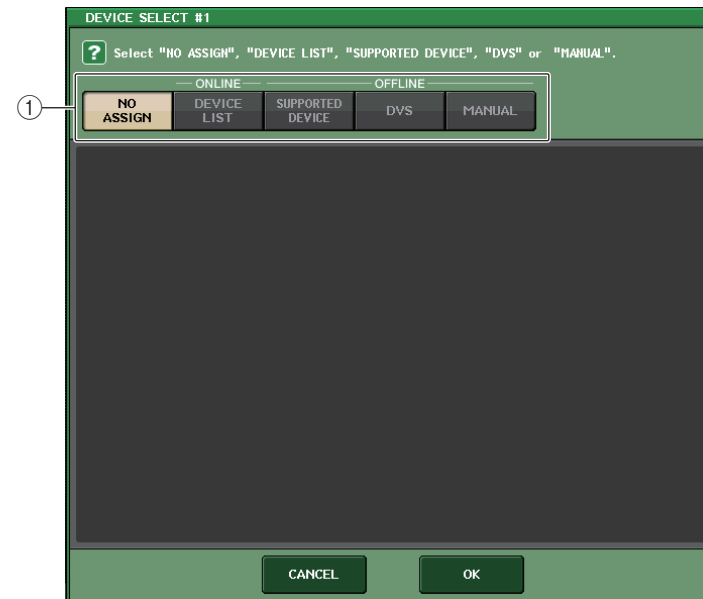 DEVICE SELECT #1
? Select "NO ASSIGN", "DEVICE LIST", "SUPPORTED DEVICE", "DVS" or "MANUAL".
ONLINE OFFLINE
①
NO ASSIGN
DEVICE LIST
SUPPORTED DEVICE
DVS
MANUAL
CANCEL OK